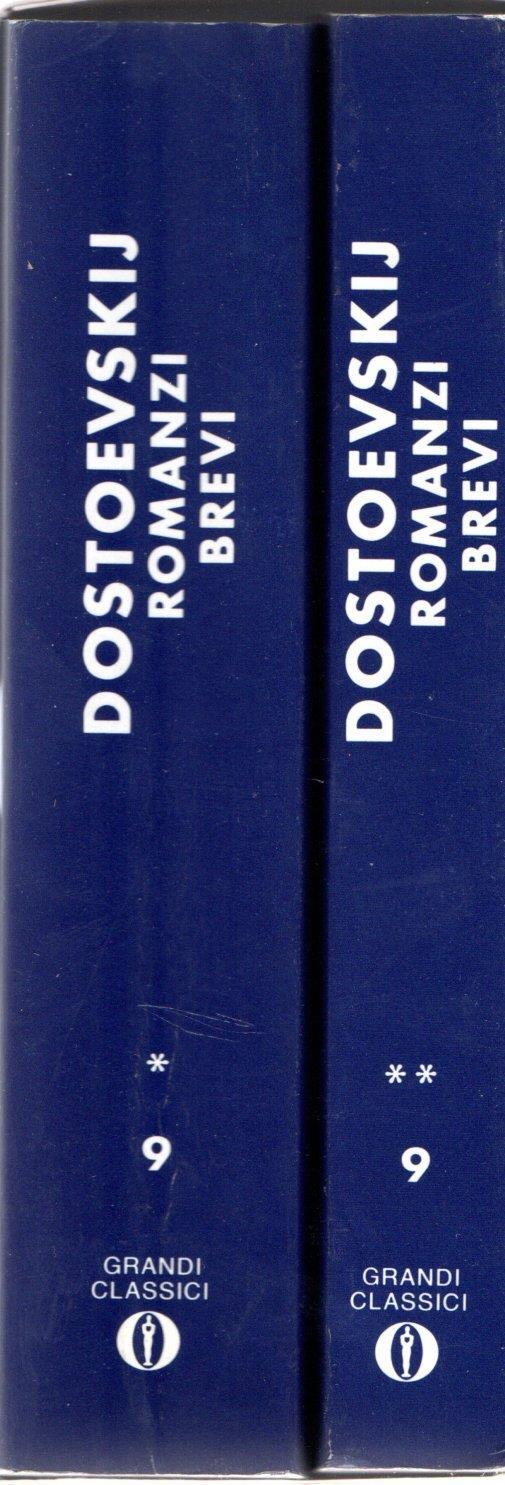 DOSTOEVSKIJ
ROMANZI
BREVI
*
9
GRANDI
CLASSICI
DOSTOEVSKIJ
ROMANZI
BREVI
**
9
GRANDI
CLASSICI